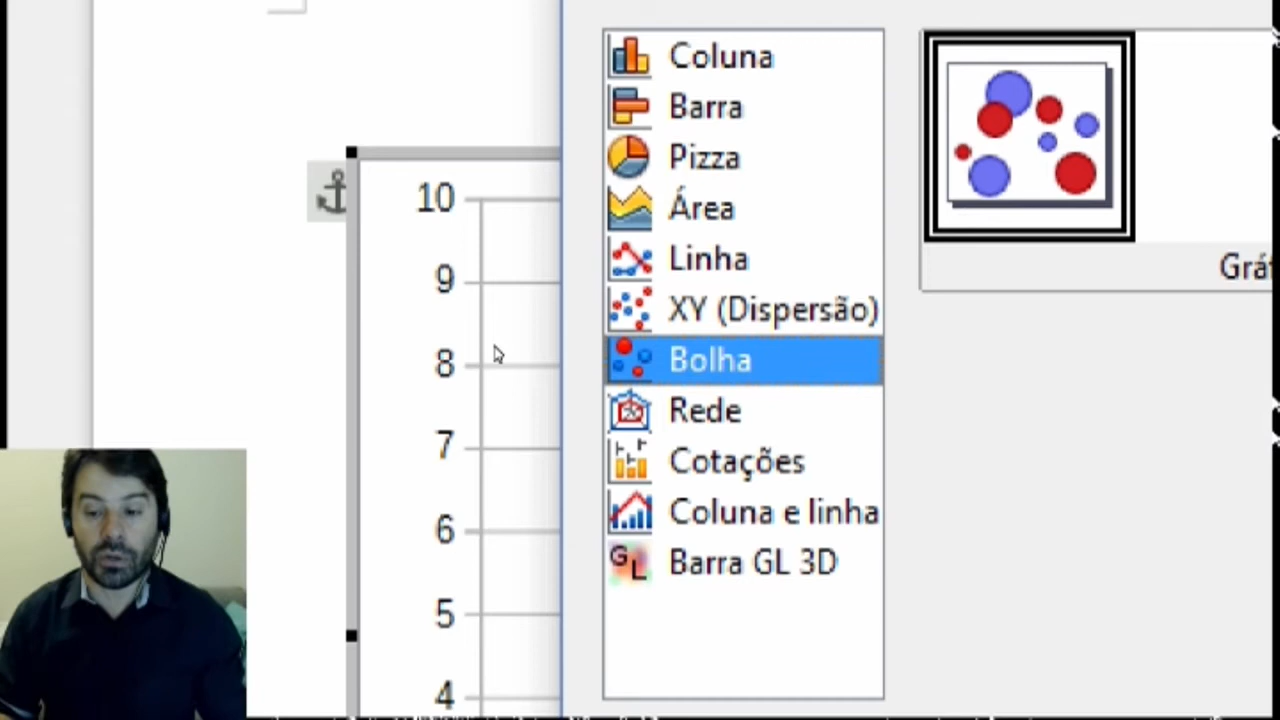 Coluna
Barra
Pizza
Área
Linha
XY (Dispersão)
Bolha
Rede
Cotações
Coluna e linha
GL
Barra GL 3D
Grá
10
9
8
7
6
5
4